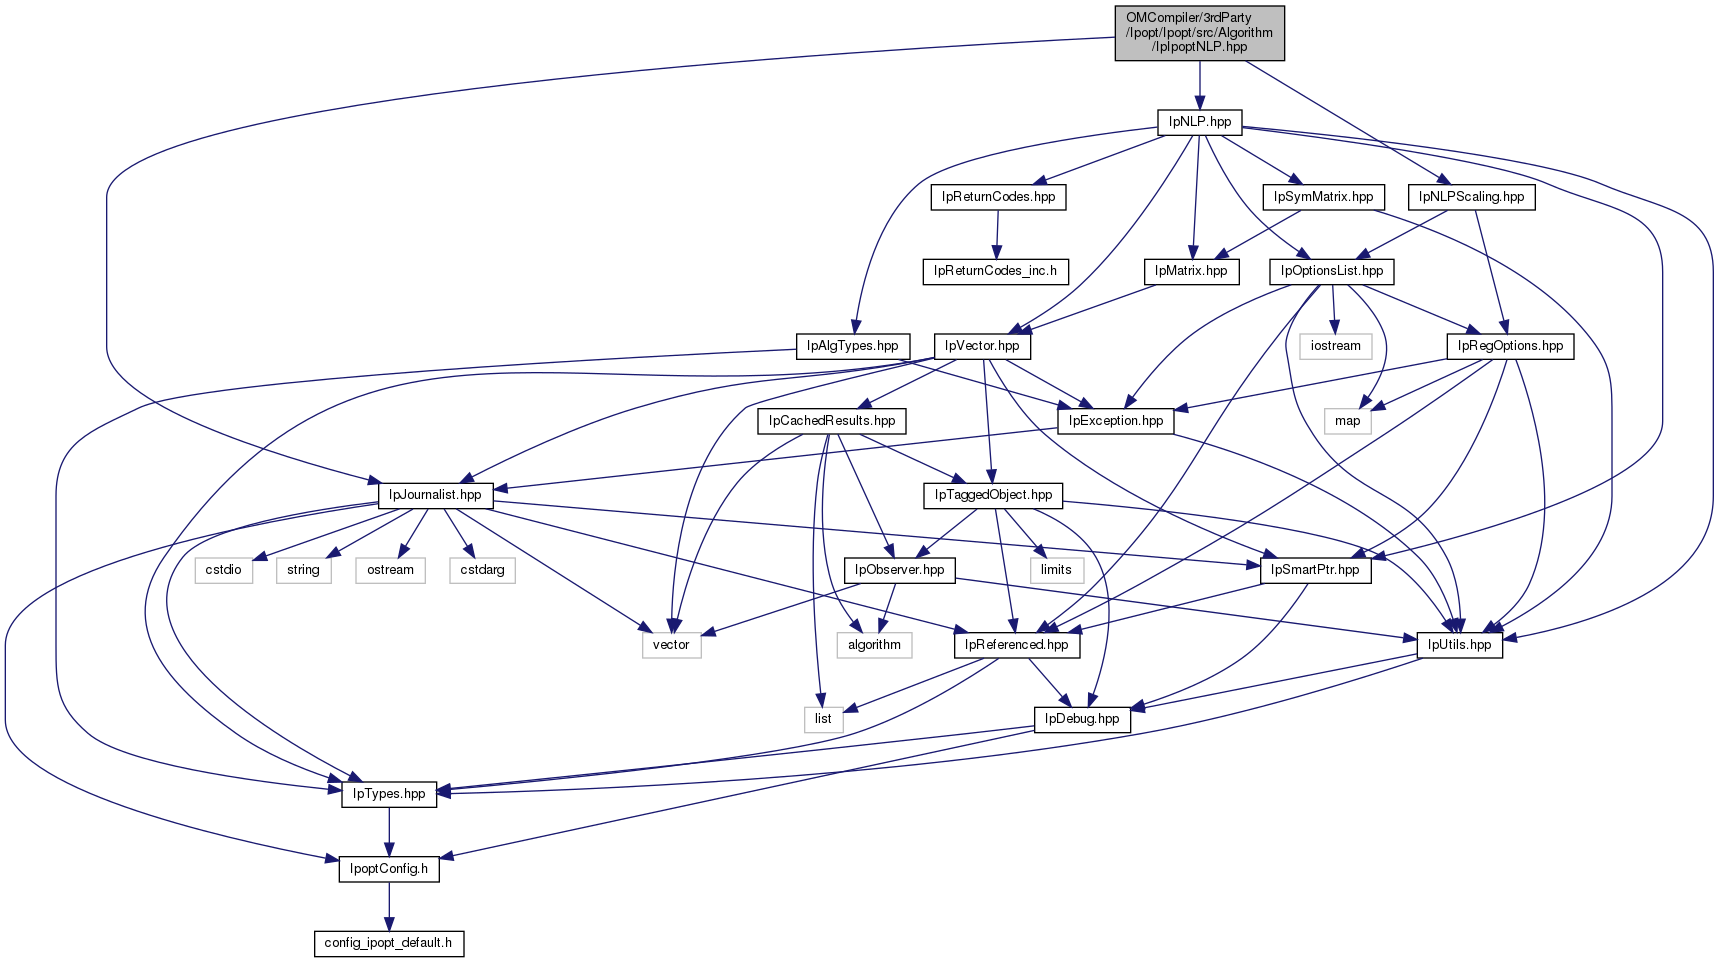 OMCompiler/3rdParty
/Ipopt/Ipopt/src/Algorithm
/IpIpoptNLP.hpp
IpNLP.hpp
IpReturnCodes.hpp
IpSymMatrix.hpp
IpNLPScaling.hpp
IpReturnCodes_inc.h
IpMatrix.hpp
IpOptionsList.hpp
IpAlgTypes.hpp
IpVector.hpp
iostream
IpRegOptions.hpp
IpCachedResults.hpp
IpException.hpp
map
IpJournalist.hpp
IpTaggedObject.hpp
cstdio
string
ostream
cstdarg
IpObserver.hpp
limits
IpSmartPtr.hpp
vector
algorithm
IpReferenced.hpp
IpUtils.hpp
list
IpDebug.hpp
IpTypes.hpp
IpoptConfig.h
config_ipopt_default.h